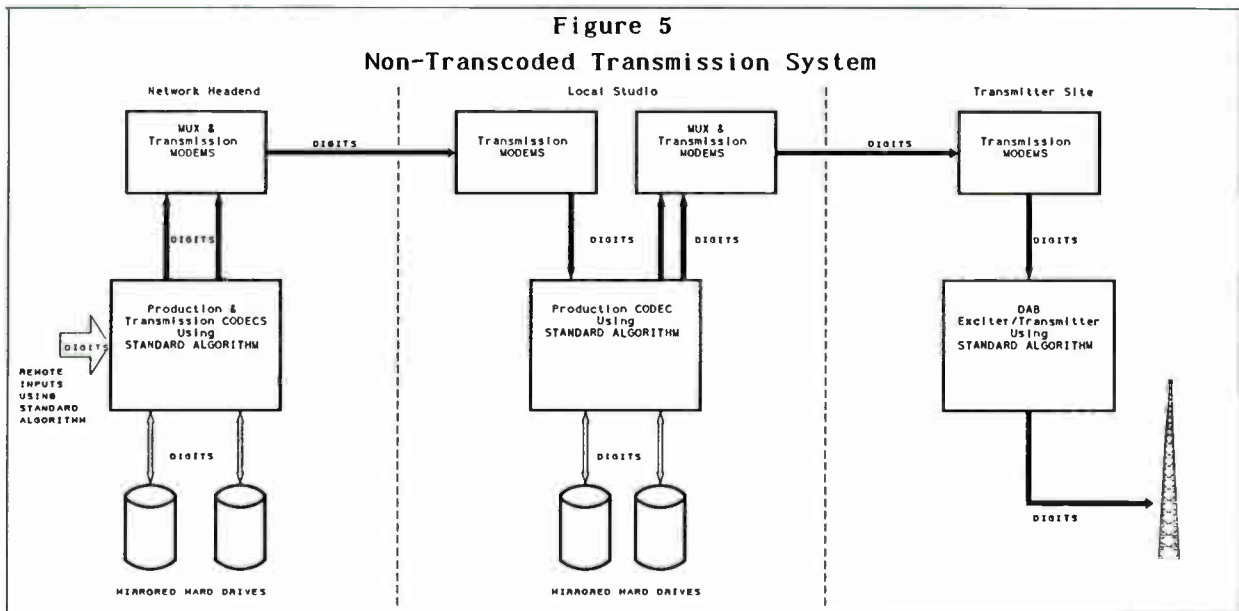 Figure 5
Non-Transcoded Transmission System
Network Headend
Local Studio
Transmitter Site
MUX &
Transmission
MODEMS
DIGITS
Transmission
MODEMS
MUX &
Transmission
MODEMS
DIGITS
Transmission
MODEMS
DIGITS
DIGITS
DIGITS
DIGITS
Production &
Transmission CODECS
Using
STANDARD ALGORITHM
Production CODEC
Using
STANDARD ALGORITHM
DAB
Exciter/Transmitter
Using
STANDARD ALGORITHM
DIGITS
REMOTE
INPUTS
USING
STANDARD
ALGORITHM
DIGITS
DIGITS
DIGITS
MIRRORED HARD DRIVES
MIRRORED HARD DRIVES